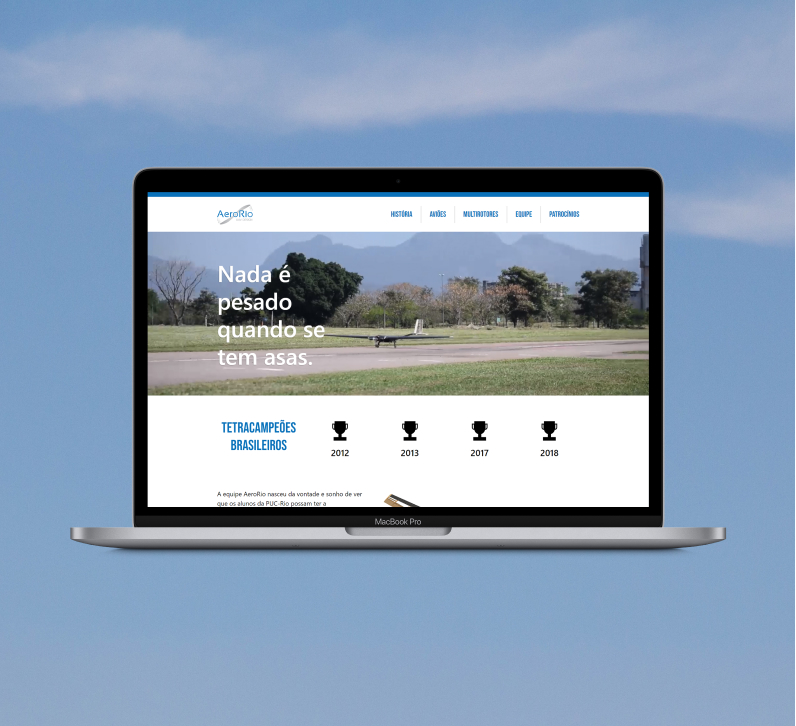 AeroRio
HISTÓRIA
AVIÕES
MULTIROTORES
EQUIPE
PATROCÍNIOS
Nada é
pesado
quando se
tem asas.
TETRACAMPEÕES
BRASILEIROS
2012
2013
2017
2018
A equipe AeroRio nasceu da vontade e sonho de ver
que os alunos da PUC-Rio possam ter a
MacBook Pro